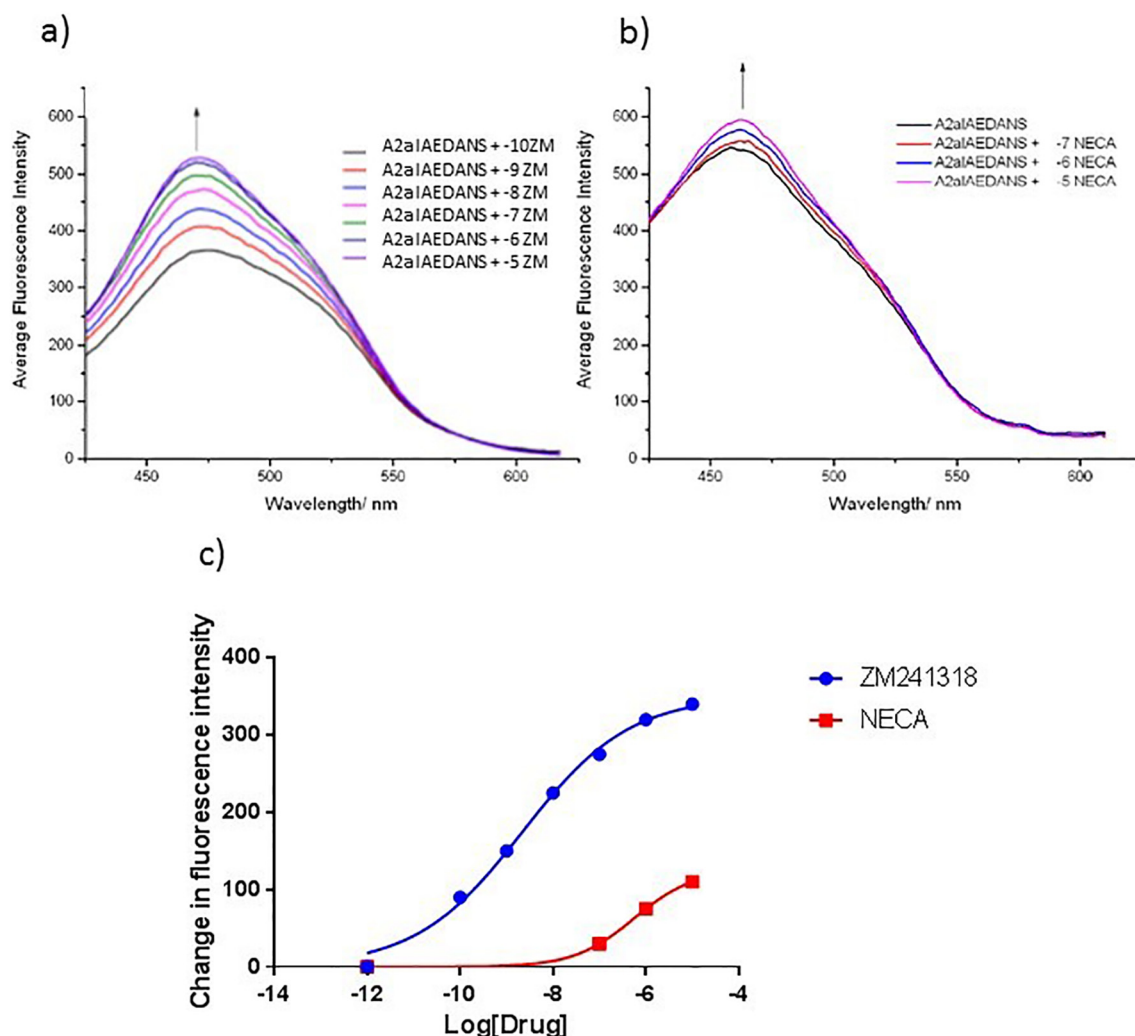 a)
Average Fluorescence Intensity
600
500
400
300
200
100
0
450
500
550
600
Wavelength/ nm
A2aIAEDANS + -10ZM
A2aIAEDANS + -9 ZM
A2aIAEDANS + -8 ZM
A2aIAEDANS + -7 ZM
A2aIAEDANS + -6 ZM
A2aIAEDANS + -5 ZM
b)
Average Fluorescence Intensity
600
500
400
300
200
100
0
450
500
550
600
Wavelength/ nm
A2aIAEDANS
A2aIAEDANS + -7 NECA
A2aIAEDANS + -6 NECA
A2aIAEDANS + -5 NECA
c)
Change in fluorescence intensity
400
300
200
100
0
-14
-12
-10
-8
-6
-4
Log[Drug]
ZM241318
NECA